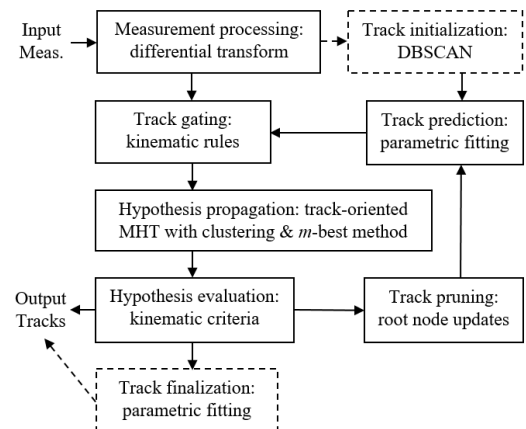 Input
Meas.
Measurement processing:
differential transform
Track initialization:
DBSCAN
Track gating:
kinematic rules
Track prediction:
parametric fitting
Hypothesis propagation: track-oriented
MHT with clustering & m-best method
Output
Tracks
Hypothesis evaluation:
kinematic criteria
Track pruning:
root node updates
Track finalization:
parametric fitting